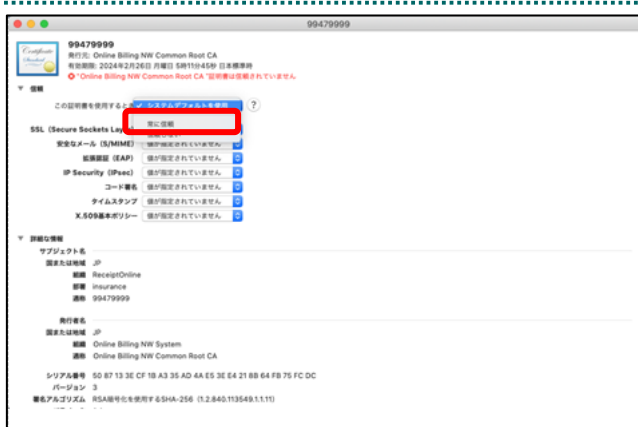 99479999
99479999
発行元: Online Billing NW Common Root CA
有効期限: 2024年2月26日 月曜日 5時11分45秒 日本標準時
"Online Billing NW Common Root CA"証明書は信頼されていません
信頼
この証明書を使用するとき システムデフォルトを使用 ?
常に信頼
SSL (Secure Sockets Lay
安全なメール (S/MIME) 値が指定されていません
拡張認証 (EAP) 値が指定されていません
IP Security (IPsec) 値が指定されていません
コード署名 値が指定されていません
タイムスタンプ 値が指定されていません
X.509基本ポリシー 値が指定されていません
詳細な情報
サブジェクト名
国または地域 JP
組織 ReceiptOnline
部署 insurance
通称 99479999
発行者名
国または地域 JP
組織 Online Billing NW System
通称 Online Billing NW Common Root CA
シリアル番号 50 87 13 3E CF 1B A3 35 AD 4A E5 3E E4 21 8B 64 FB 75 FC DC
バージョン 3
署名アルゴリズム RSA暗号化を使用するSHA-256 (1.2.840.113549.1.1.11)